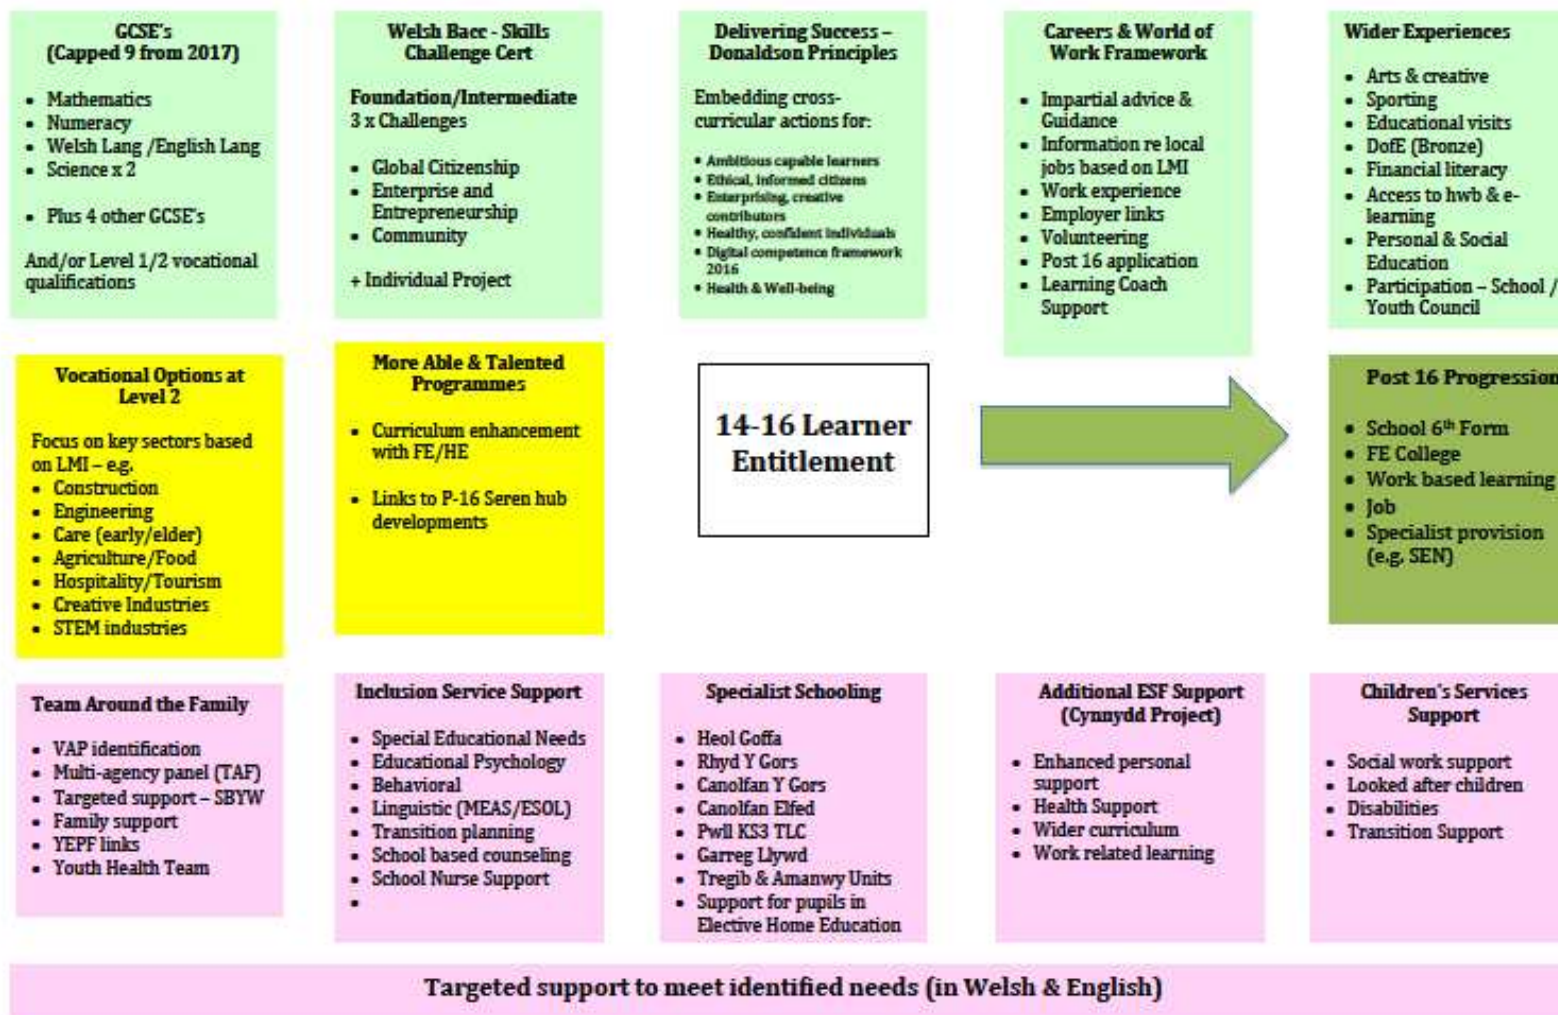 GCSE's
(Capped 9 from 2017)
• Mathematics
• Numeracy
• Welsh Lang /English Lang
• Science x 2
• Plus 4 other GCSE's
And/or Level 1/2 vocational
qualifications
Welsh Bacc - Skills
Challenge Cert
Foundation/Intermediate
3 x Challenges
• Global Citizenship
• Enterprise and
Entrepreneurship
• Community
+ Individual Project
Delivering Success –
Donaldson Principles
Embedding cross-
curricular actions for:
• Ambitious capable learners
• Ethical, informed citizens
• Enterprising, creative
contributors
• Healthy, confident individuals
• Digital competence framework
2016
• Health & Well-being
Careers & World of
Work Framework
• Impartial advice &
Guidance
• Information re local
jobs based on LMI
• Work experience
• Employer links
• Volunteering
• Post 16 application
• Learning Coach
Support
Wider Experiences
• Arts & creative
• Sporting
• Educational visits
• DofE (Bronze)
• Financial literacy
• Access to hwb & e-
learning
• Personal & Social
Education
• Participation – School /
Youth Council
Vocational Options at
Level 2
Focus on key sectors based
on LMI – e.g.
• Construction
• Engineering
• Care (early/elder)
• Agriculture/Food
• Hospitality/Tourism
• Creative Industries
• STEM industries
More Able & Talented
Programmes
• Curriculum enhancement
with FE/HE
• Links to P-16 Seren hub
developments
14-16 Learner
Entitlement
Post 16 Progression
• School 6th Form
• FE College
• Work based learning
• Job
• Specialist provision
(e.g. SEN)
Team Around the Family
• VAP identification
• Multi-agency panel (TAF)
• Targeted support – SBYW
• Family support
• YEPF links
• Youth Health Team
Inclusion Service Support
• Special Educational Needs
• Educational Psychology
• Behavioral
• Linguistic (MEAS/ESOL)
• Transition planning
• School based counseling
• School Nurse Support
•
Specialist Schooling
• Heol Goffa
• Rhyd Y Gors
• Canolfan Y Gors
• Canolfan Elfed
• Pwll KS3 TLC
• Garreg Llywd
• Tregib & Amanwy Units
• Support for pupils in
Elective Home Education
Additional ESF Support
(Cynnydd Project)
• Enhanced personal
support
• Health Support
• Wider curriculum
• Work related learning
Children's Services
Support
• Social work support
• Looked after children
• Disabilities
• Transition Support
Targeted support to meet identified needs (in Welsh & English)